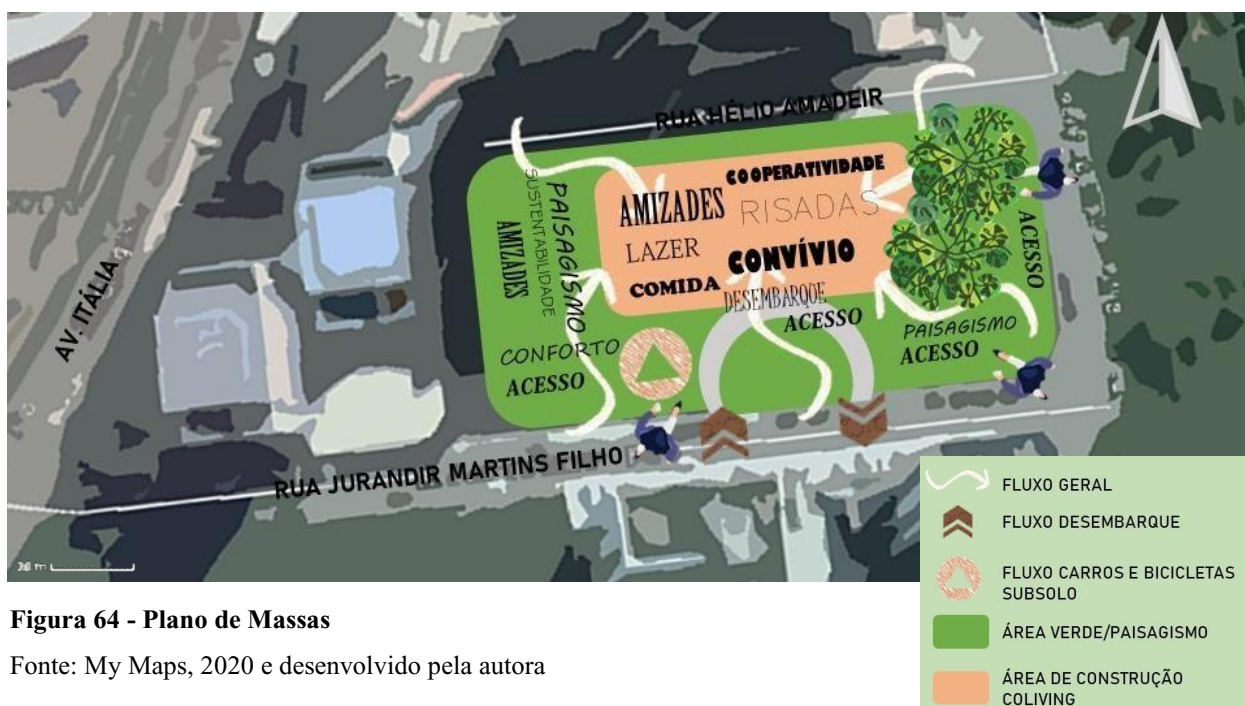 RUA HÉLIO AMADEIR
COOPERATIVIDADE
AMIZADES
RISADAS
LAZER
CONVÍVIO
COMIDA
DESEMBARQUE
ACESSO
SUSTENTABILIDADE
PAISAGISMO
AMIZADES
CONFORTO
ACESSO
PAISAGISMO
ACESSO
ACESSO
AV. ITÁLIA
RUA JURANDIR MARTINS FILHO
FLUXO GERAL
FLUXO DESEMBARQUE
FLUXO CARROS E BICICLETAS
SUBSOLO
ÁREA VERDE/PAISAGISMO
ÁREA DE CONSTRUÇÃO
COLIVING
Figura 64 - Plano de Massas
Fonte: My Maps, 2020 e desenvolvido pela autora